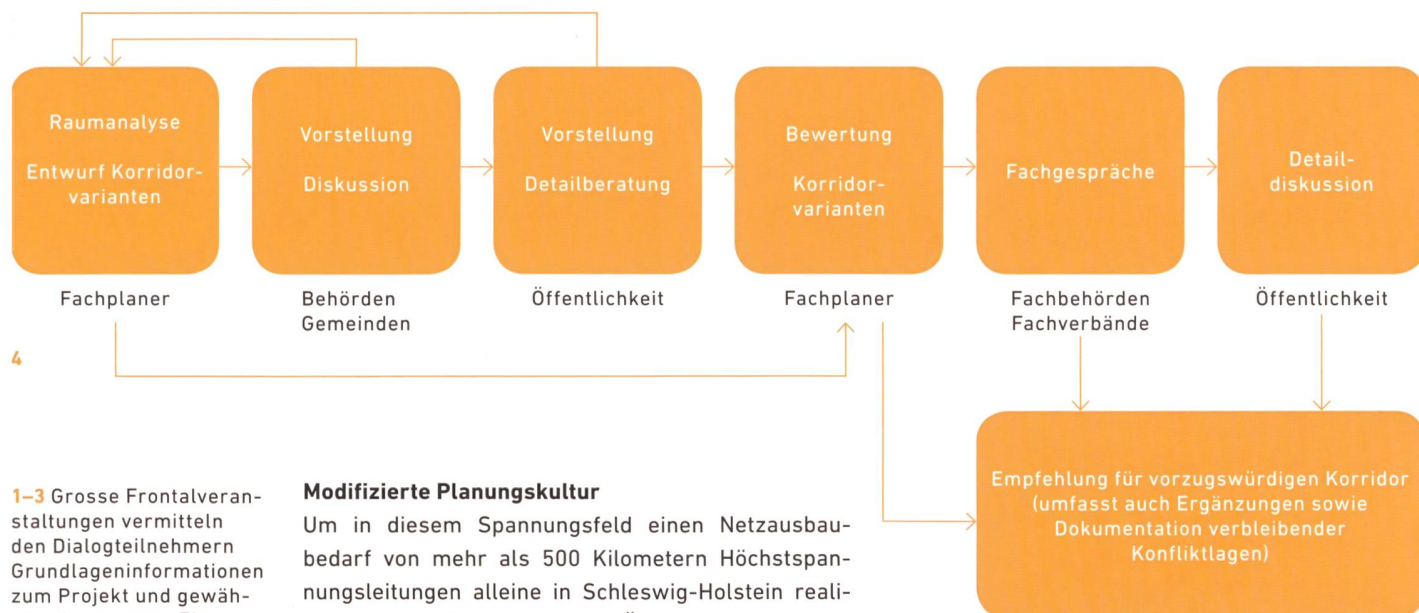 Raumanalyse
Entwurf Korridor-
varianten
Vorstellung
Diskussion
Vorstellung
Detailberatung
Bewertung
Korridor-
varianten
Fachgespräche
Detail-
diskussion
Fachplaner
Behörden
Gemeinden
Öffentlichkeit
Fachplaner
Fachbehörden
Fachverbände
Öffentlichkeit
4
Empfehlung für vorzugswürdigen Korridor
(umfasst auch Ergänzungen sowie
Dokumentation verbleibender
Konfliktlagen)
1–3 Grosse Frontalveran-
staltungen vermitteln
den Dialogteilnehmern
Grundlageninformationen
zum Projekt und gewäh-
Modifizierte Planungskultur
Um in diesem Spannungsfeld einen Netzausbau-
bedarf von mehr als 500 Kilometern Höchstspan-
nungsleitungen alleine in Schleswig-Holstein reali-